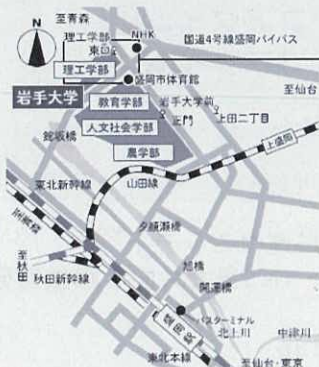 至青森
NHK
国道4号線盛岡バイパス
理工学部
東口
理工学部
盛岡市体育館
至仙台
岩手大学
教育学部
岩手大学前
正門
上田二丁目
人文社会学部
館坂橋
農学部
上盛岡
東北新幹線
山田線
夕顔瀬橋
至秋田
旭橋
秋田新幹線
開運橋
バスターミナル
盛岡駅
北上川
中津川
東北本線
至仙台・東京